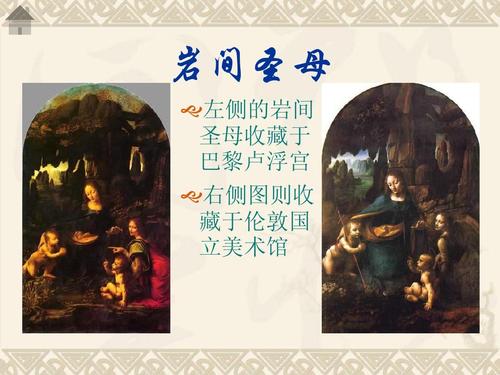 岩间圣母
左侧的岩间
圣母收藏于
巴黎卢浮宫
右侧图则收
藏于伦敦国
立美术馆